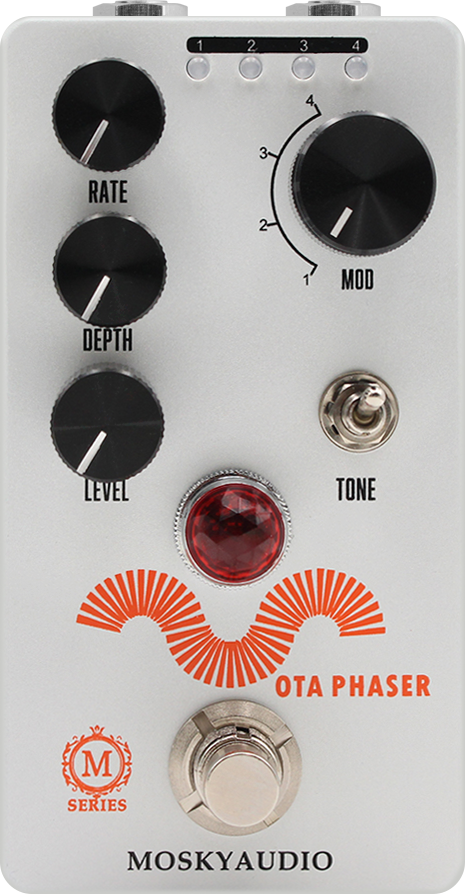 1 2 3 4
4
3
2
1
RATE
MOD
DEPTH
LEVEL
TONE
OTA PHASER
M
SERIES
MOSKYAUDIO